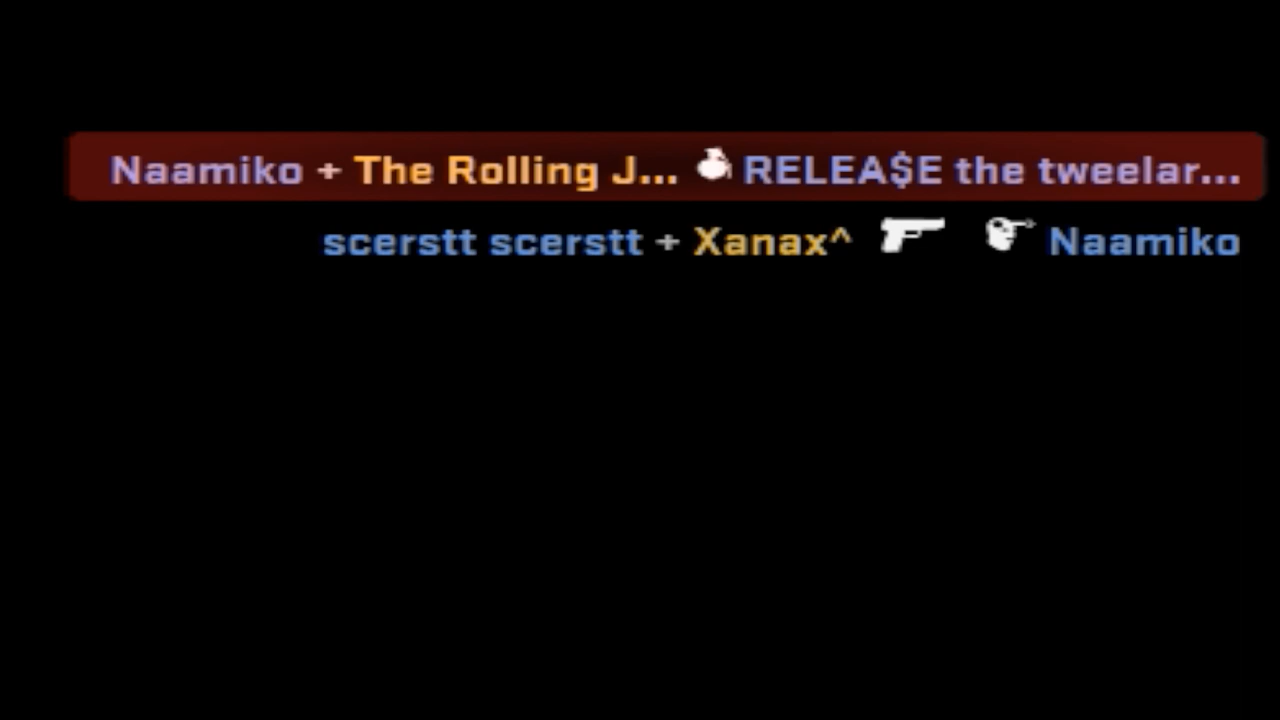 Naamiko + The Rolling J... RELEA$E the tweelar...
scerstt scerstt + Xanax^ Naamiko